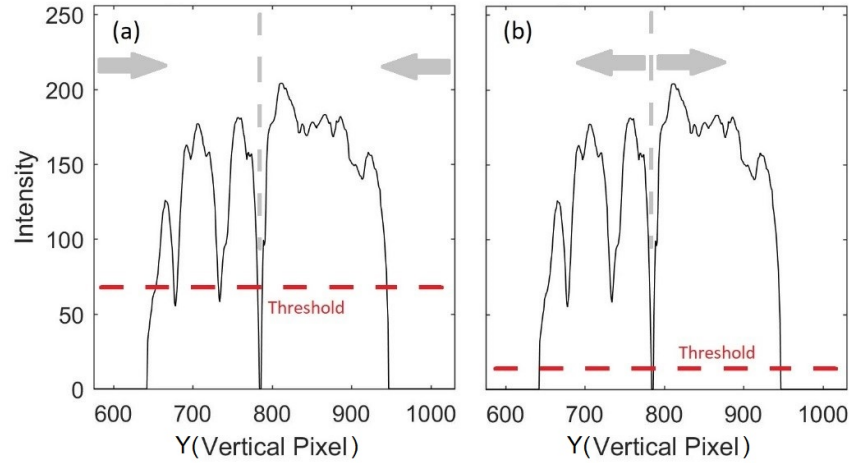 (a)
(b)
250
200
150
100
50
0
Intensity
Threshold
Threshold
600 700 800 900 1000
600 700 800 900 1000
Y(Vertical Pixel)
Y(Vertical Pixel)